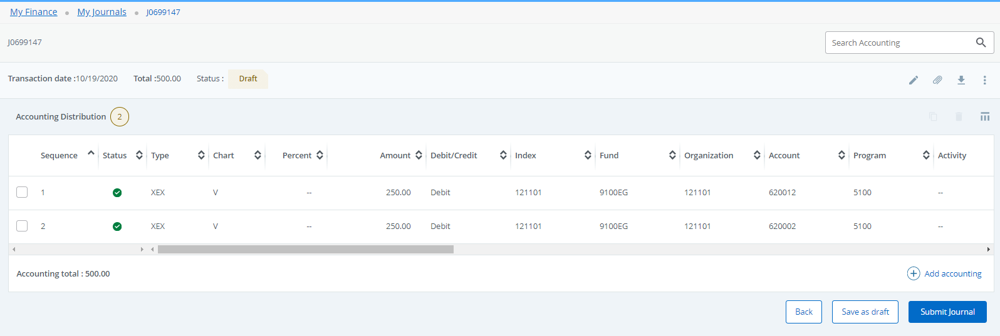 My Finance My Journals J0699147
J0699147 Search Accounting
Transaction date :10/19/2020 Total :500.00 Status : Draft
Accounting Distribution 2
Sequence Status Type Chart Percent Amount Debit/Credit Index Fund Organization Account Program Activity
1 XEX V -- 250.00 Debit 121101 9100EG 121101 620012 5100 --
2 XEX V -- 250.00 Debit 121101 9100EG 121101 620002 5100 --
Accounting total : 500.00 Add accounting
Back Save as draft Submit Journal